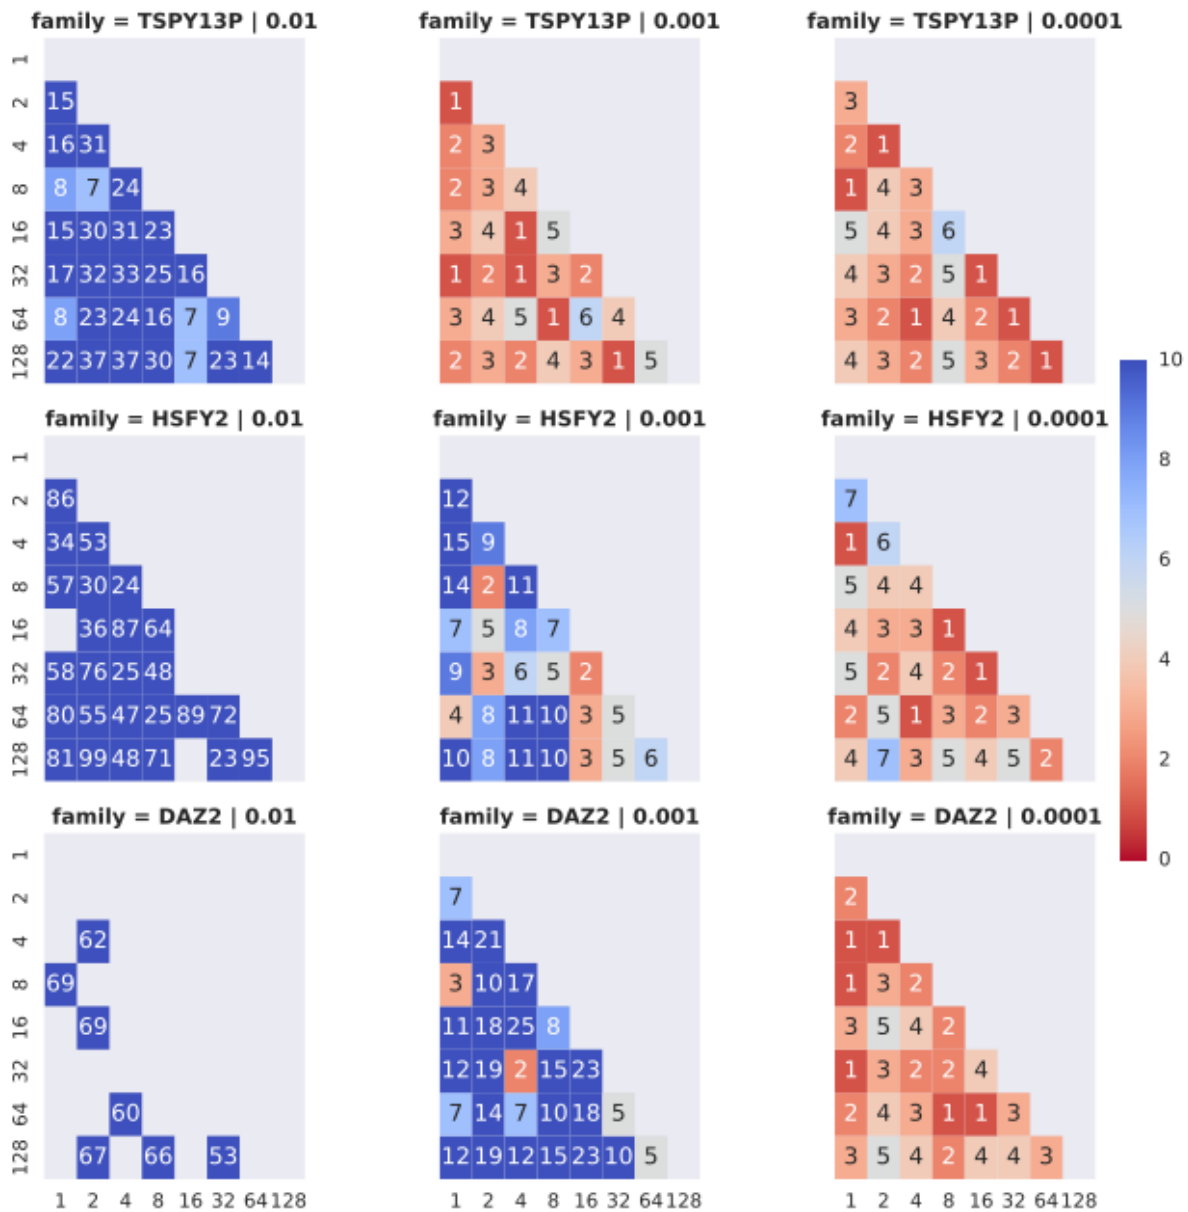 family = TSPY13P | 0.01 family = TSPY13P | 0.001 family = TSPY13P | 0.0001
1
2 15 1 3
4 16 31 2 3 2 1
8 8 7 24 2 3 4 1 4 3
16 15 30 31 23 3 4 1 5 5 4 3 6
32 17 32 33 25 16 1 2 1 3 2 4 3 2 5 1
64 8 23 24 16 7 9 3 4 5 1 6 4 3 2 1 4 2 1
128 22 37 37 30 7 23 14 2 3 2 4 3 1 5 4 3 2 5 3 2 1
family = HSFY2 | 0.01 family = HSFY2 | 0.001 family = HSFY2 | 0.0001
1
2 86 12 7
4 34 53 15 9 1 6
8 57 30 24 14 2 11 5 4 4
16 36 87 64 7 5 8 7 4 3 3 1
32 58 76 25 48 9 3 6 5 2 5 2 4 2 1
64 80 55 47 25 89 72 4 8 11 10 3 5 2 5 1 3 2 3
128 81 99 48 71 23 95 10 8 11 10 3 5 6 4 7 3 5 4 5 2
family = DAZ2 | 0.01 family = DAZ2 | 0.001 family = DAZ2 | 0.0001
1
2 7 2
4 62 14 21 1 1
8 69 3 10 17 1 3 2
16 69 11 18 25 8 3 5 4 2
32 12 19 2 15 23 1 3 2 2 4
64 60 7 14 7 10 18 5 2 4 3 1 1 3
128 67 66 53 12 19 12 15 23 10 5 3 5 4 2 4 4 3
1 2 4 8 16 32 64 128 1 2 4 8 16 32 64 128 1 2 4 8 16 32 64 128
10
8
6
4
2
0